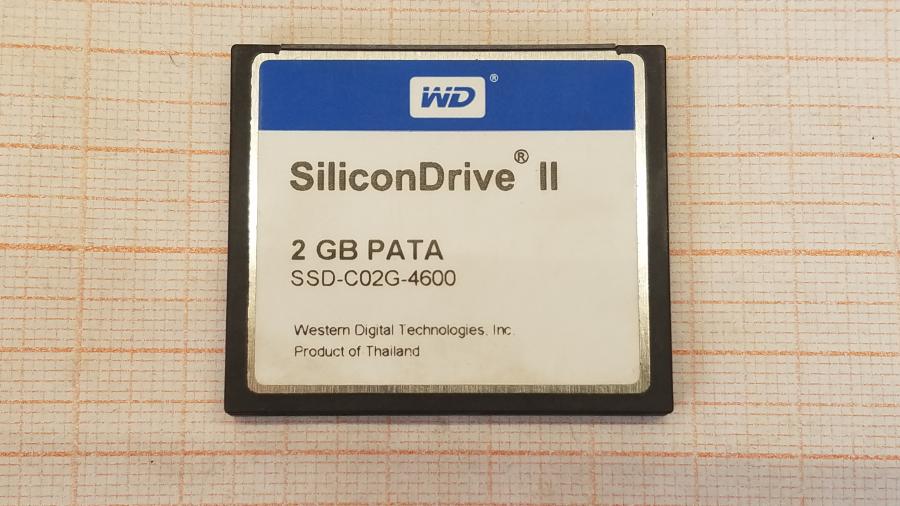 WD®
SiliconDrive® II
2 GB PATA
SSD-C02G-4600
Western Digital Technologies, Inc.
Product of Thailand